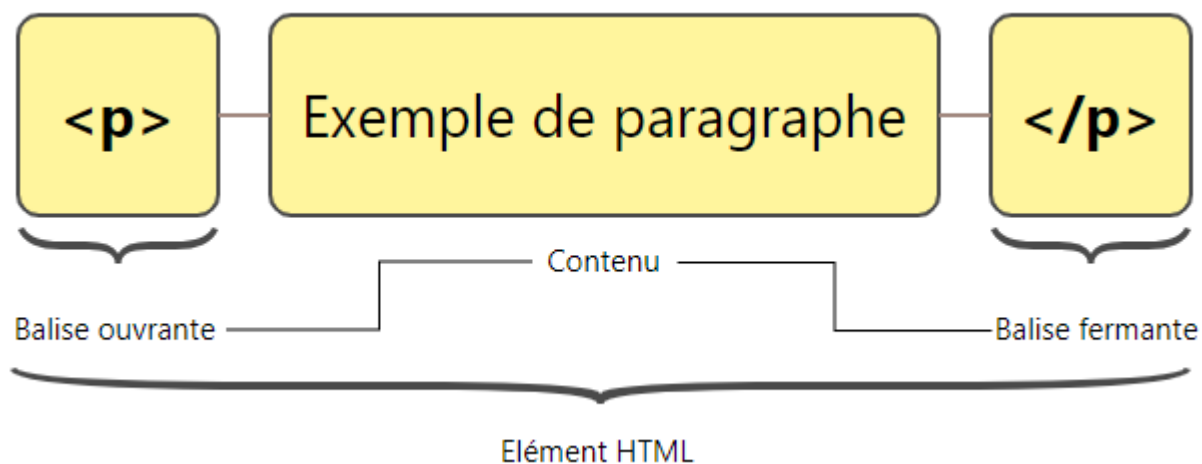 <p>
Exemple de paragraphe
</p>
Contenu
Balise ouvrante
Balise fermante
Elément HTML